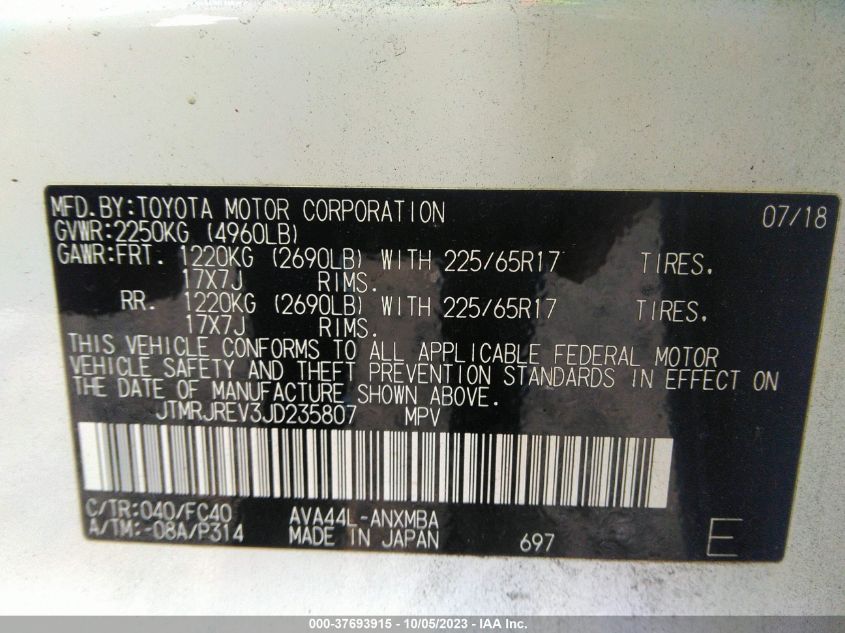 MFD.BY:TOYOTA MOTOR CORPORATION 07/18
GVWR:2250KG (4960LB)
GAWR:FRT. 1220KG (2690LB) WITH 225/65R17 TIRES.
17X7J RIMS.
RR. 1220KG (2690LB) WITH 225/65R17 TIRES.
17X7J RIMS.
THIS VEHICLE CONFORMS TO ALL APPLICABLE FEDERAL MOTOR
VEHICLE SAFETY AND THEFT PREVENTION STANDARDS IN EFFECT ON
THE DATE OF MANUFACTURE SHOWN ABOVE.
JTMRJREV3JD235807 MPV
C/TR:040/FC40 AVA44L-ANXMBA
A/TM:-08A/P314 MADE IN JAPAN 697 E
000-37693915 - 10/05/2023 - IAA Inc.